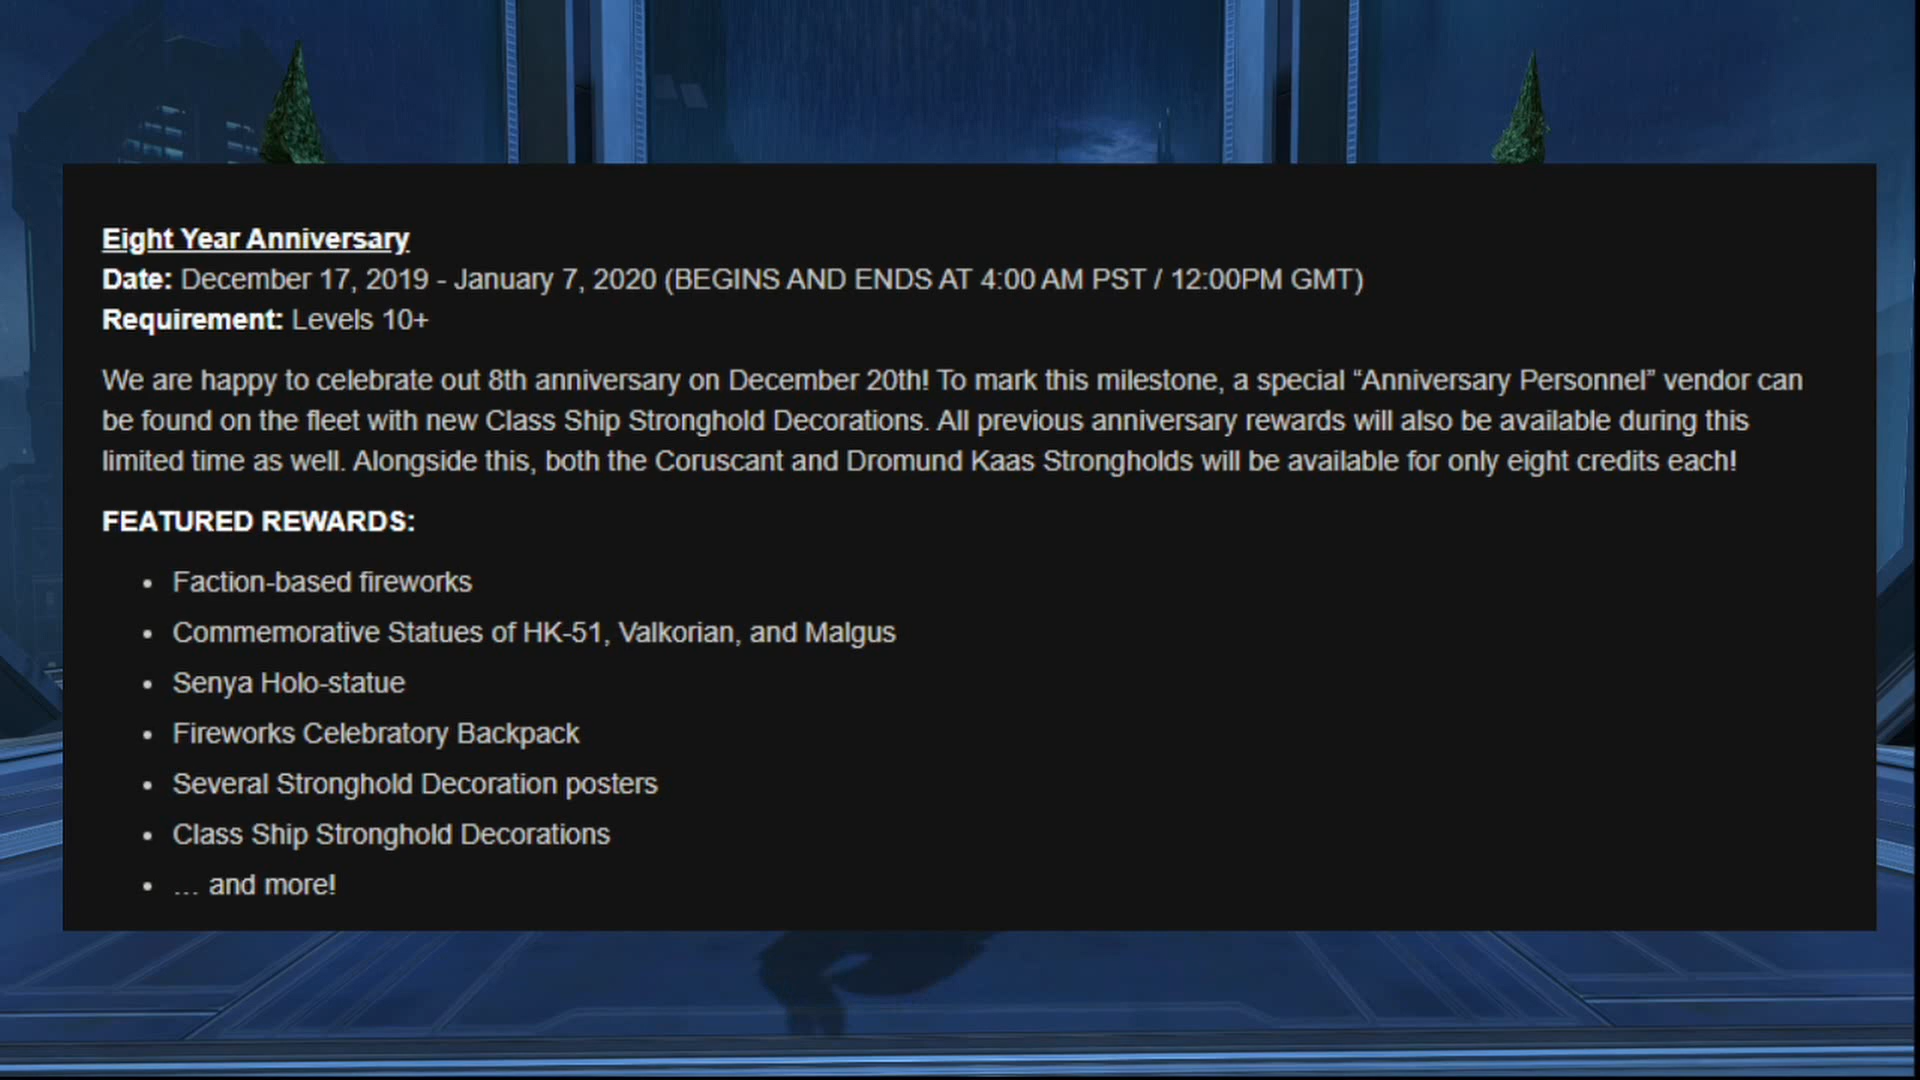 Eight Year Anniversary
Date: December 17, 2019 - January 7, 2020 (BEGINS AND ENDS AT 4:00 AM PST / 12:00PM GMT)
Requirement: Levels 10+
We are happy to celebrate out 8th anniversary on December 20th! To mark this milestone, a special “Anniversary Personnel” vendor can
be found on the fleet with new Class Ship Stronghold Decorations. All previous anniversary rewards will also be available during this
limited time as well. Alongside this, both the Coruscant and Dromund Kaas Strongholds will be available for only eight credits each!
FEATURED REWARDS:
• Faction-based fireworks
• Commemorative Statues of HK-51, Valkorian, and Malgus
• Senya Holo-statue
• Fireworks Celebratory Backpack
• Several Stronghold Decoration posters
• Class Ship Stronghold Decorations
• … and more!